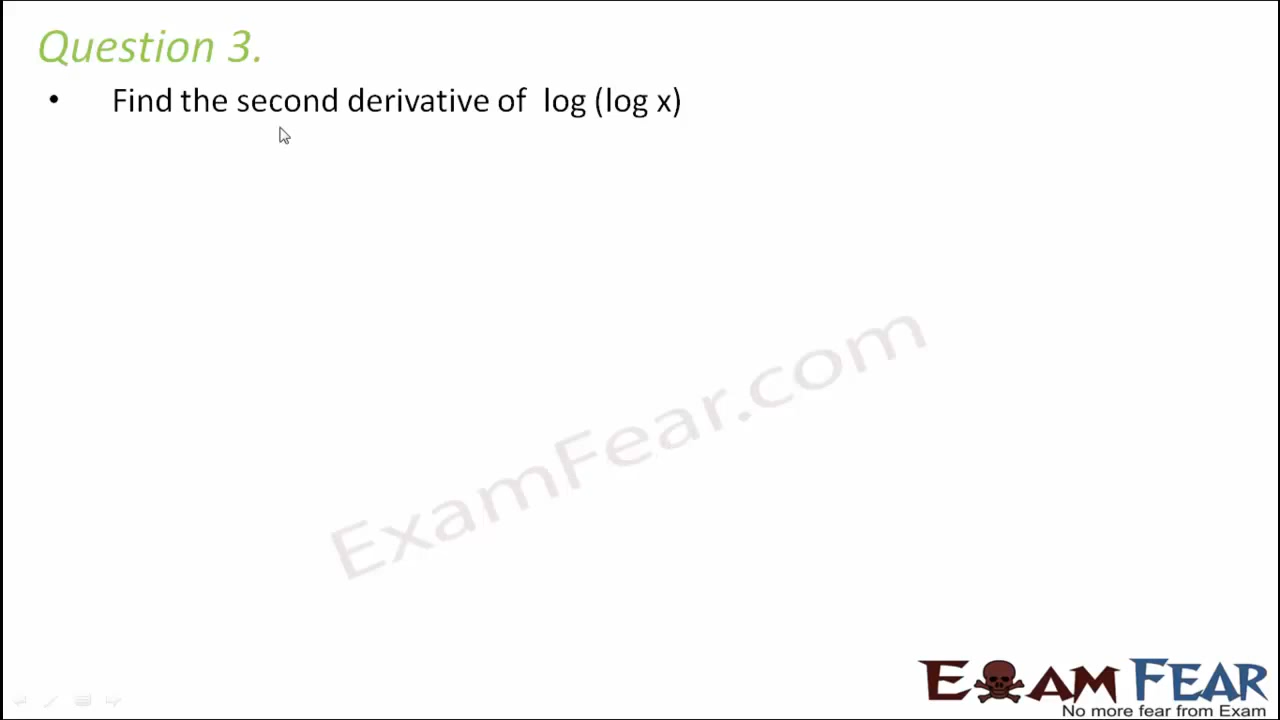 Question 3.
• Find the second derivative of log (log x)
ExamFear.com
EXAM FEAR
No more fear from Exam